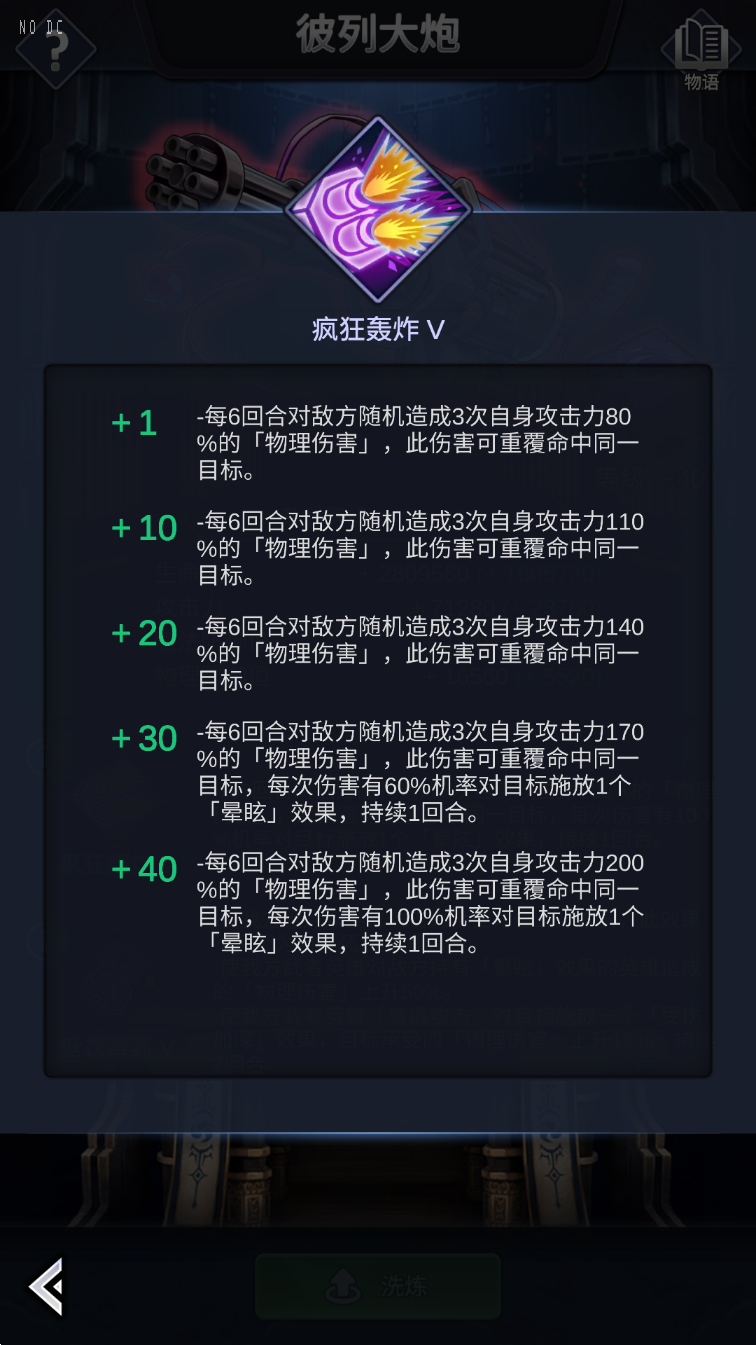 NO DC
彼列大炮
物语
疯狂轰炸 V
+1
-每6回合对敌方随机造成3次自身攻击力80
%的「物理伤害」，此伤害可重覆命中同一
目标。
+10
-每6回合对敌方随机造成3次自身攻击力110
%的「物理伤害」，此伤害可重覆命中同一
目标。
+20
-每6回合对敌方随机造成3次自身攻击力140
%的「物理伤害」，此伤害可重覆命中同一
目标。
+30
-每6回合对敌方随机造成3次自身攻击力170
%的「物理伤害」，此伤害可重覆命中同一
目标，每次伤害有60%机率对目标施放1个
「晕眩」效果，持续1回合。
+40
-每6回合对敌方随机造成3次自身攻击力200
%的「物理伤害」，此伤害可重覆命中同一
目标，每次伤害有100%机率对目标施放1个
「晕眩」效果，持续1回合。
洗炼